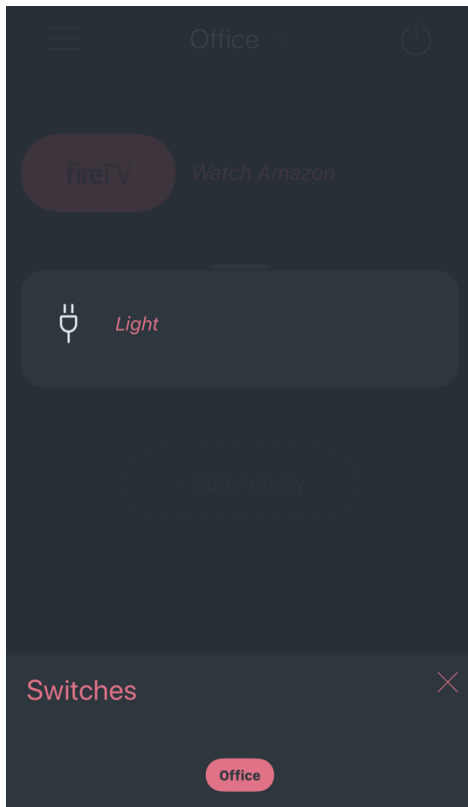 Office
fireTV Watch Amazon
Light
+ Add Activity
Switches
Office